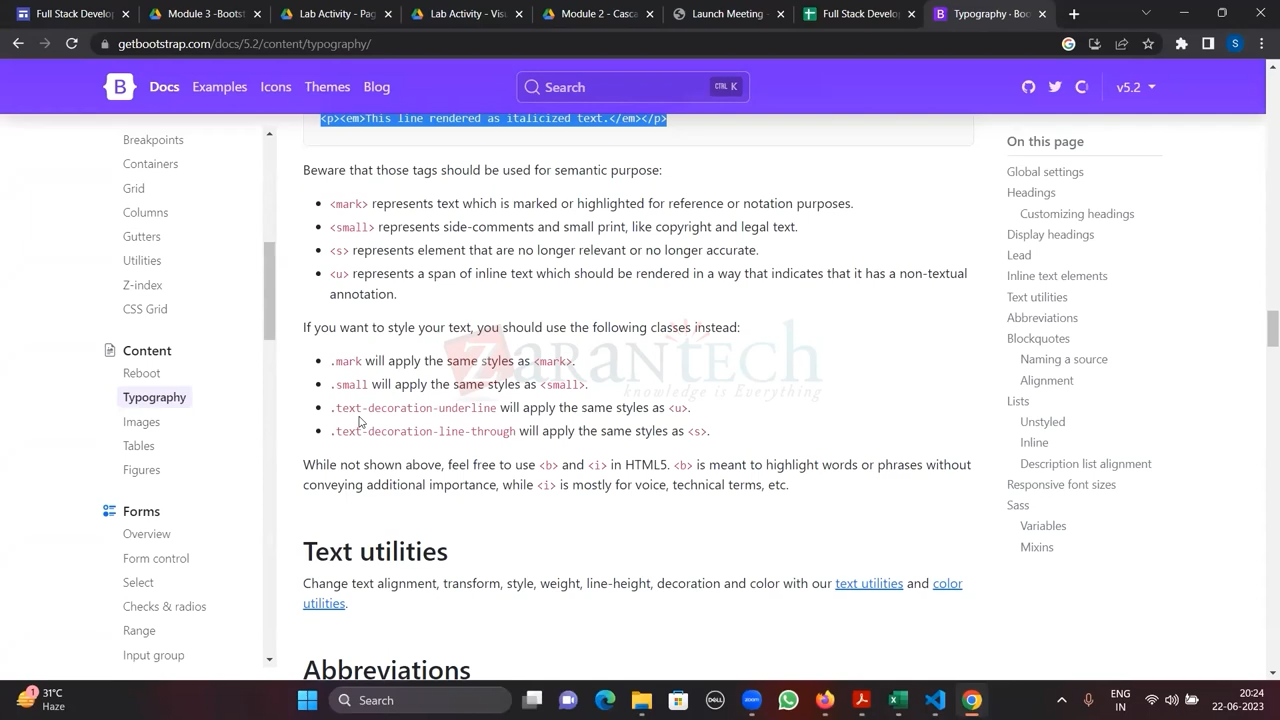 Full Stack Develo
Module 3 -Bootst
Lab Activity - Pag
Lab Activity - Visu
Module 2 - Casca
Launch Meeting -
Full Stack Develo
Typography - Boo
getbootstrap.com/docs/5.2/content/typography/
S
B
Docs
Examples
Icons
Themes
Blog
Search
CTRL K
v5.2
Breakpoints
Containers
Grid
Columns
Gutters
Utilities
Z-index
CSS Grid
Content
Reboot
Typography
Images
Tables
Figures
Forms
Overview
Form control
Select
Checks & radios
Range
Input group
<p><em>This line rendered as italicized text.</em></p>
Beware that those tags should be used for semantic purpose:
<mark> represents text which is marked or highlighted for reference or notation purposes.
<small> represents side-comments and small print, like copyright and legal text.
<s> represents element that are no longer relevant or no longer accurate.
<u> represents a span of inline text which should be rendered in a way that indicates that it has a non-textual
annotation.
If you want to style your text, you should use the following classes instead:
.mark will apply the same styles as <mark>.
.small will apply the same styles as <small>.
.text-decoration-underline will apply the same styles as <u>.
.text-decoration-line-through will apply the same styles as <s>.
While not shown above, feel free to use <b> and <i> in HTML5. <b> is meant to highlight words or phrases without
conveying additional importance, while <i> is mostly for voice, technical terms, etc.
Text utilities
Change text alignment, transform, style, weight, line-height, decoration and color with our text utilities and color
utilities.
Abbreviations
ZARANTECH
knowledge is Everything
On this page
Global settings
Headings
Customizing headings
Display headings
Lead
Inline text elements
Text utilities
Abbreviations
Blockquotes
Naming a source
Alignment
Lists
Unstyled
Inline
Description list alignment
Responsive font sizes
Sass
Variables
Mixins
1
31°C
Haze
Search
DELL
zoom
ENG
IN
20:24
22-06-2023